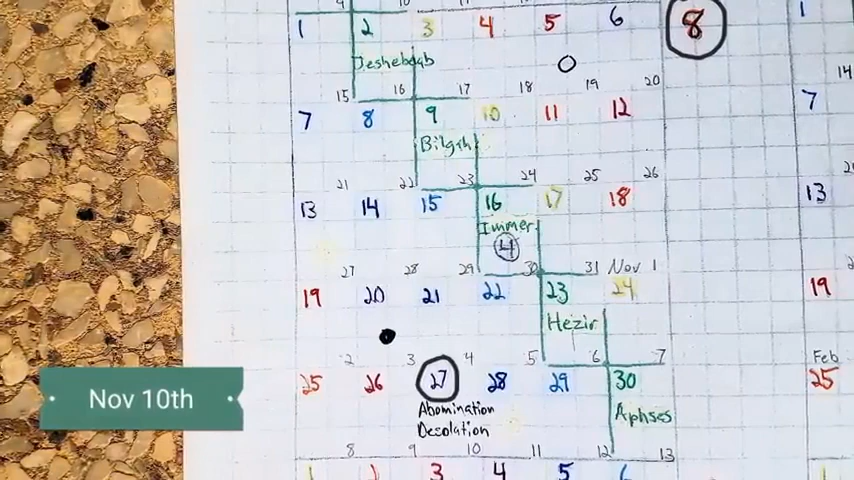 1 2 3 4 5 6 8 1
Jesheboab
15 16 17 18 19 20 14
7 8 9 10 11 12 7
Bilgah
21 22 23 24 25 26
13 14 15 16 17 18 13
Immer
4
27 28 29 30 31 Nov 1
19 20 21 22 23 24 19
Hezir
2 3 4 5 6 7 Feb
25 26 27 28 29 30 25
Abomination Aphses
Desolation
8 9 10 11 12 13
1 2 3 4 5 6 1
Nov 10th